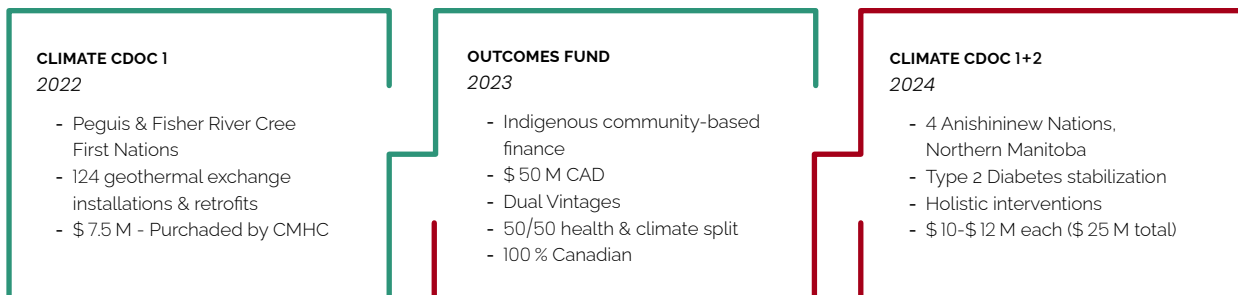 CLIMATE CDOC 1
2022
- Peguis & Fisher River Cree
First Nations
- 124 geothermal exchange
installations & retrofits
- $ 7.5 M - Purchaded by CMHC
OUTCOMES FUND
2023
- Indigenous community-based
finance
- $ 50 M CAD
- Dual Vintages
- 50/50 health & climate split
- 100 % Canadian
CLIMATE CDOC 1+2
2024
- 4 Anishininew Nations,
Northern Manitoba
- Type 2 Diabetes stabilization
- Holistic interventions
- $ 10-$ 12 M each ($ 25 M total)